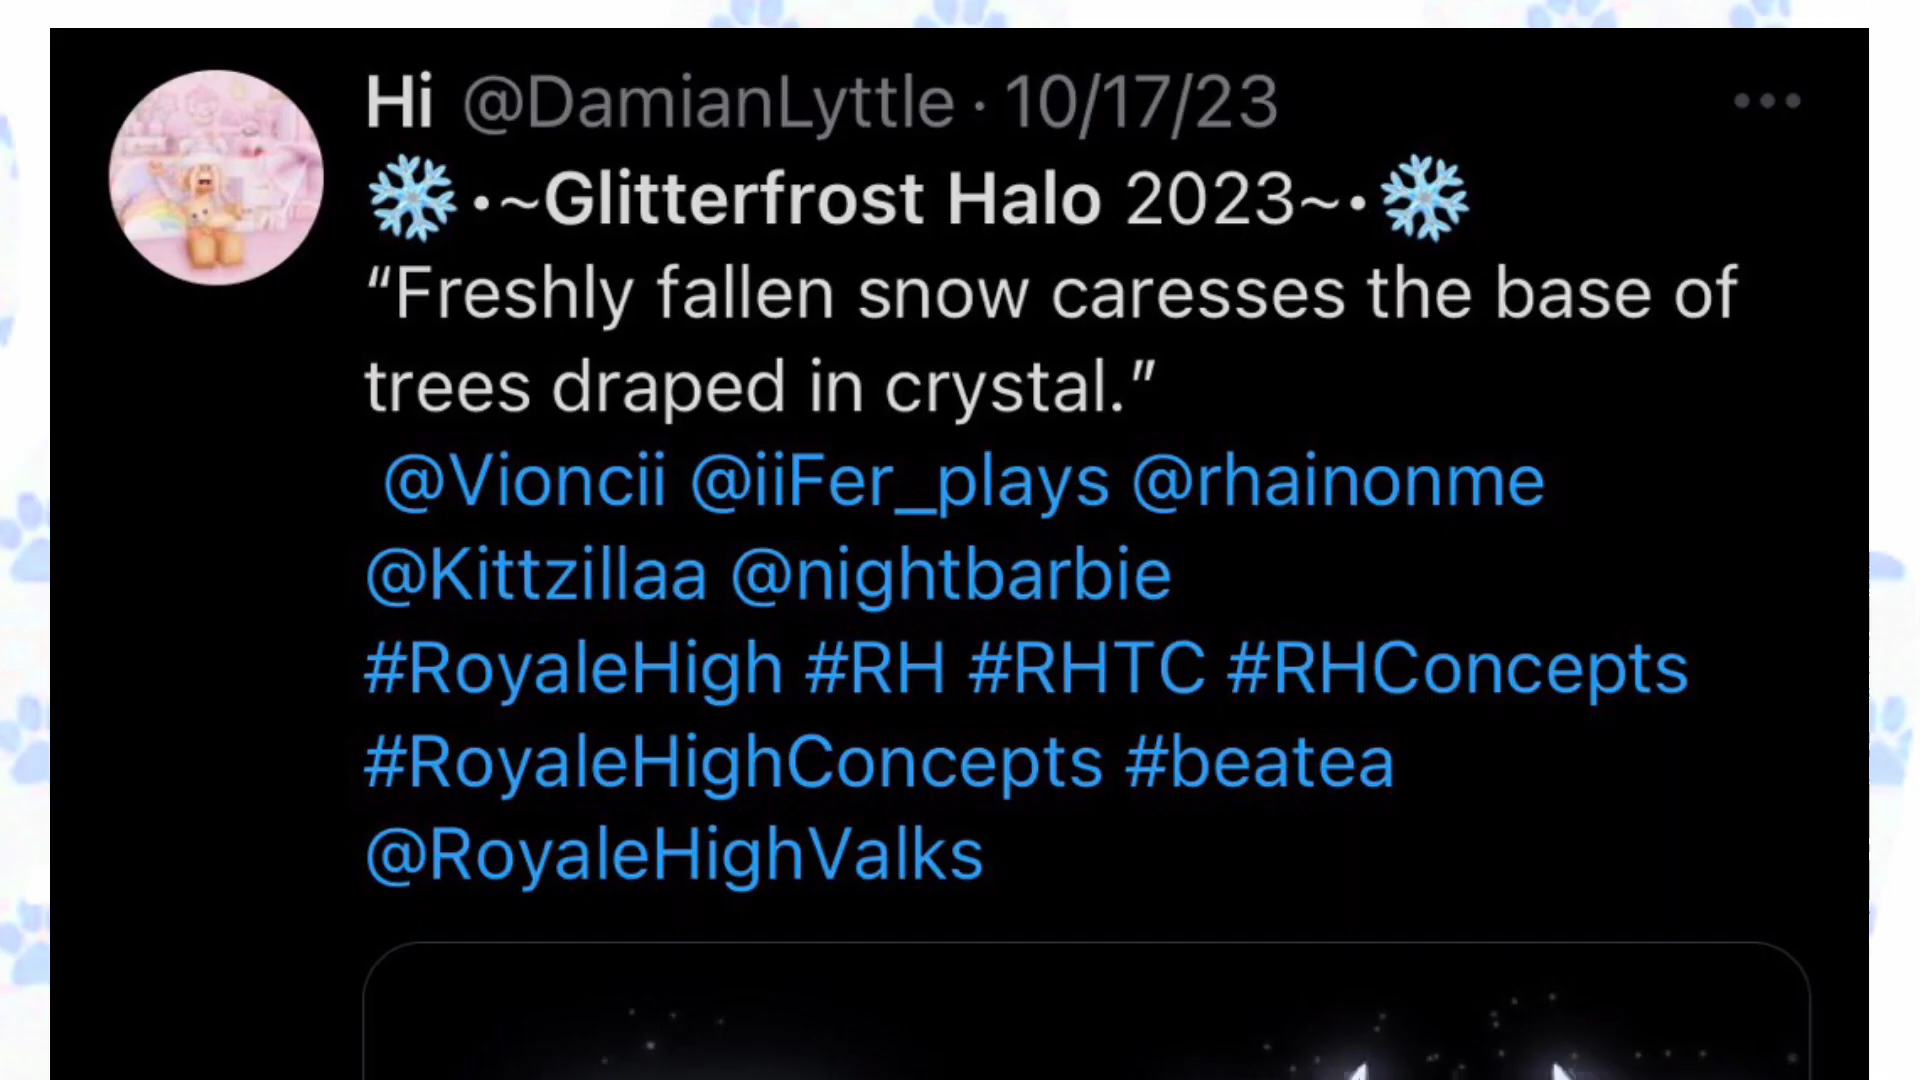 Hi @DamianLyttle · 10/17/23
❄️•~Glitterfrost Halo 2023~•❄️
“Freshly fallen snow caresses the base of
trees draped in crystal.”
@Vioncii @iiFer_plays @rhainonme
@Kittzillaa @nightbarbie
#RoyaleHigh #RH #RHTC #RHConcepts
#RoyaleHighConcepts #beatea
@RoyaleHighValks